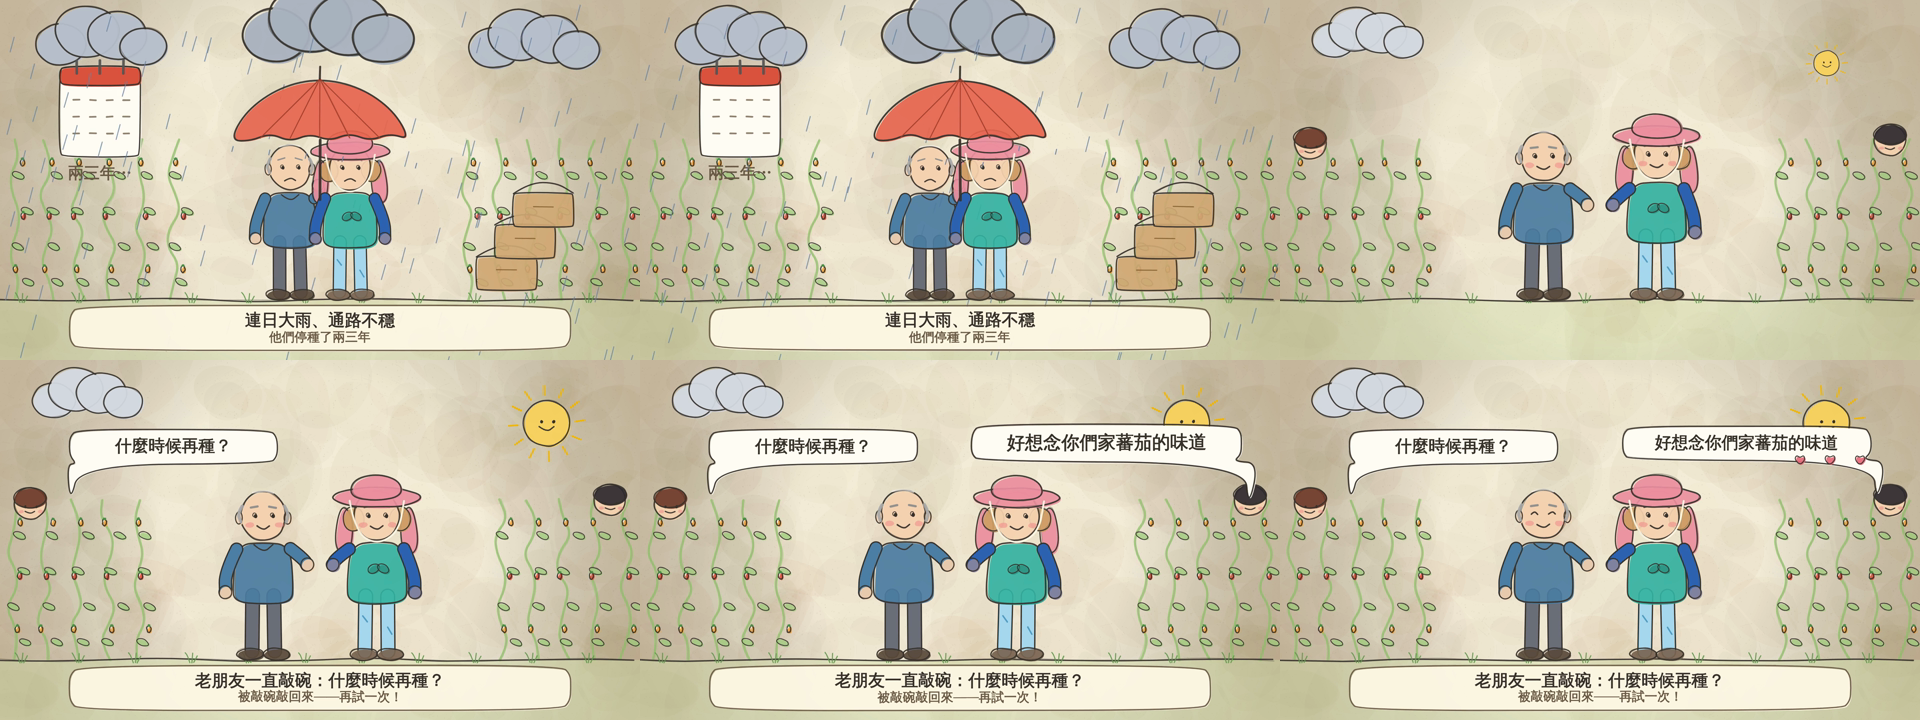 兩三年…
連日大雨、通路不穩
他們停種了兩三年
兩三年…
連日大雨、通路不穩
他們停種了兩三年
什麼時候再種？
老朋友一直敲碗：什麼時候再種？
被敲碗敲回來——再試一次！
什麼時候再種？
好想念你們家蕃茄的味道
老朋友一直敲碗：什麼時候再種？
被敲碗敲回來——再試一次！
什麼時候再種？
好想念你們家蕃茄的味道
老朋友一直敲碗：什麼時候再種？
被敲碗敲回來——再試一次！